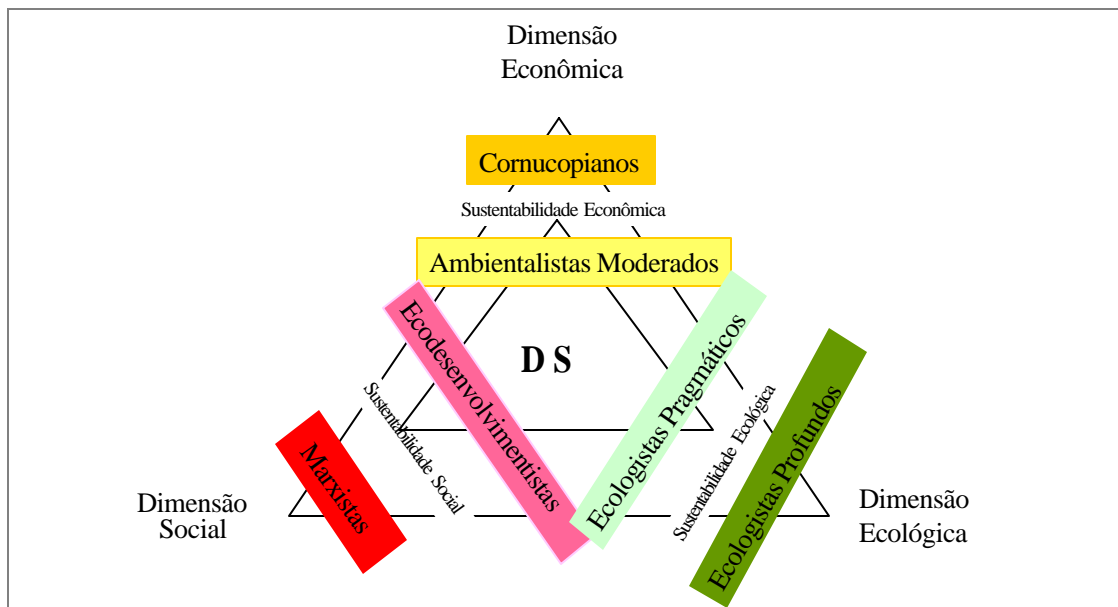 Dimensão
Econômica
Cornucopianos
Sustentabilidade Econômica
Ambientalistas Moderados
Ecodesenvolvimentistas
D S
Ecologistas Pragmáticos
Sustentabilidade Social
Sustentabilidade Ecológica
Marxistas
Ecologistas Profundos
Dimensão
Social
Dimensão
Ecológica